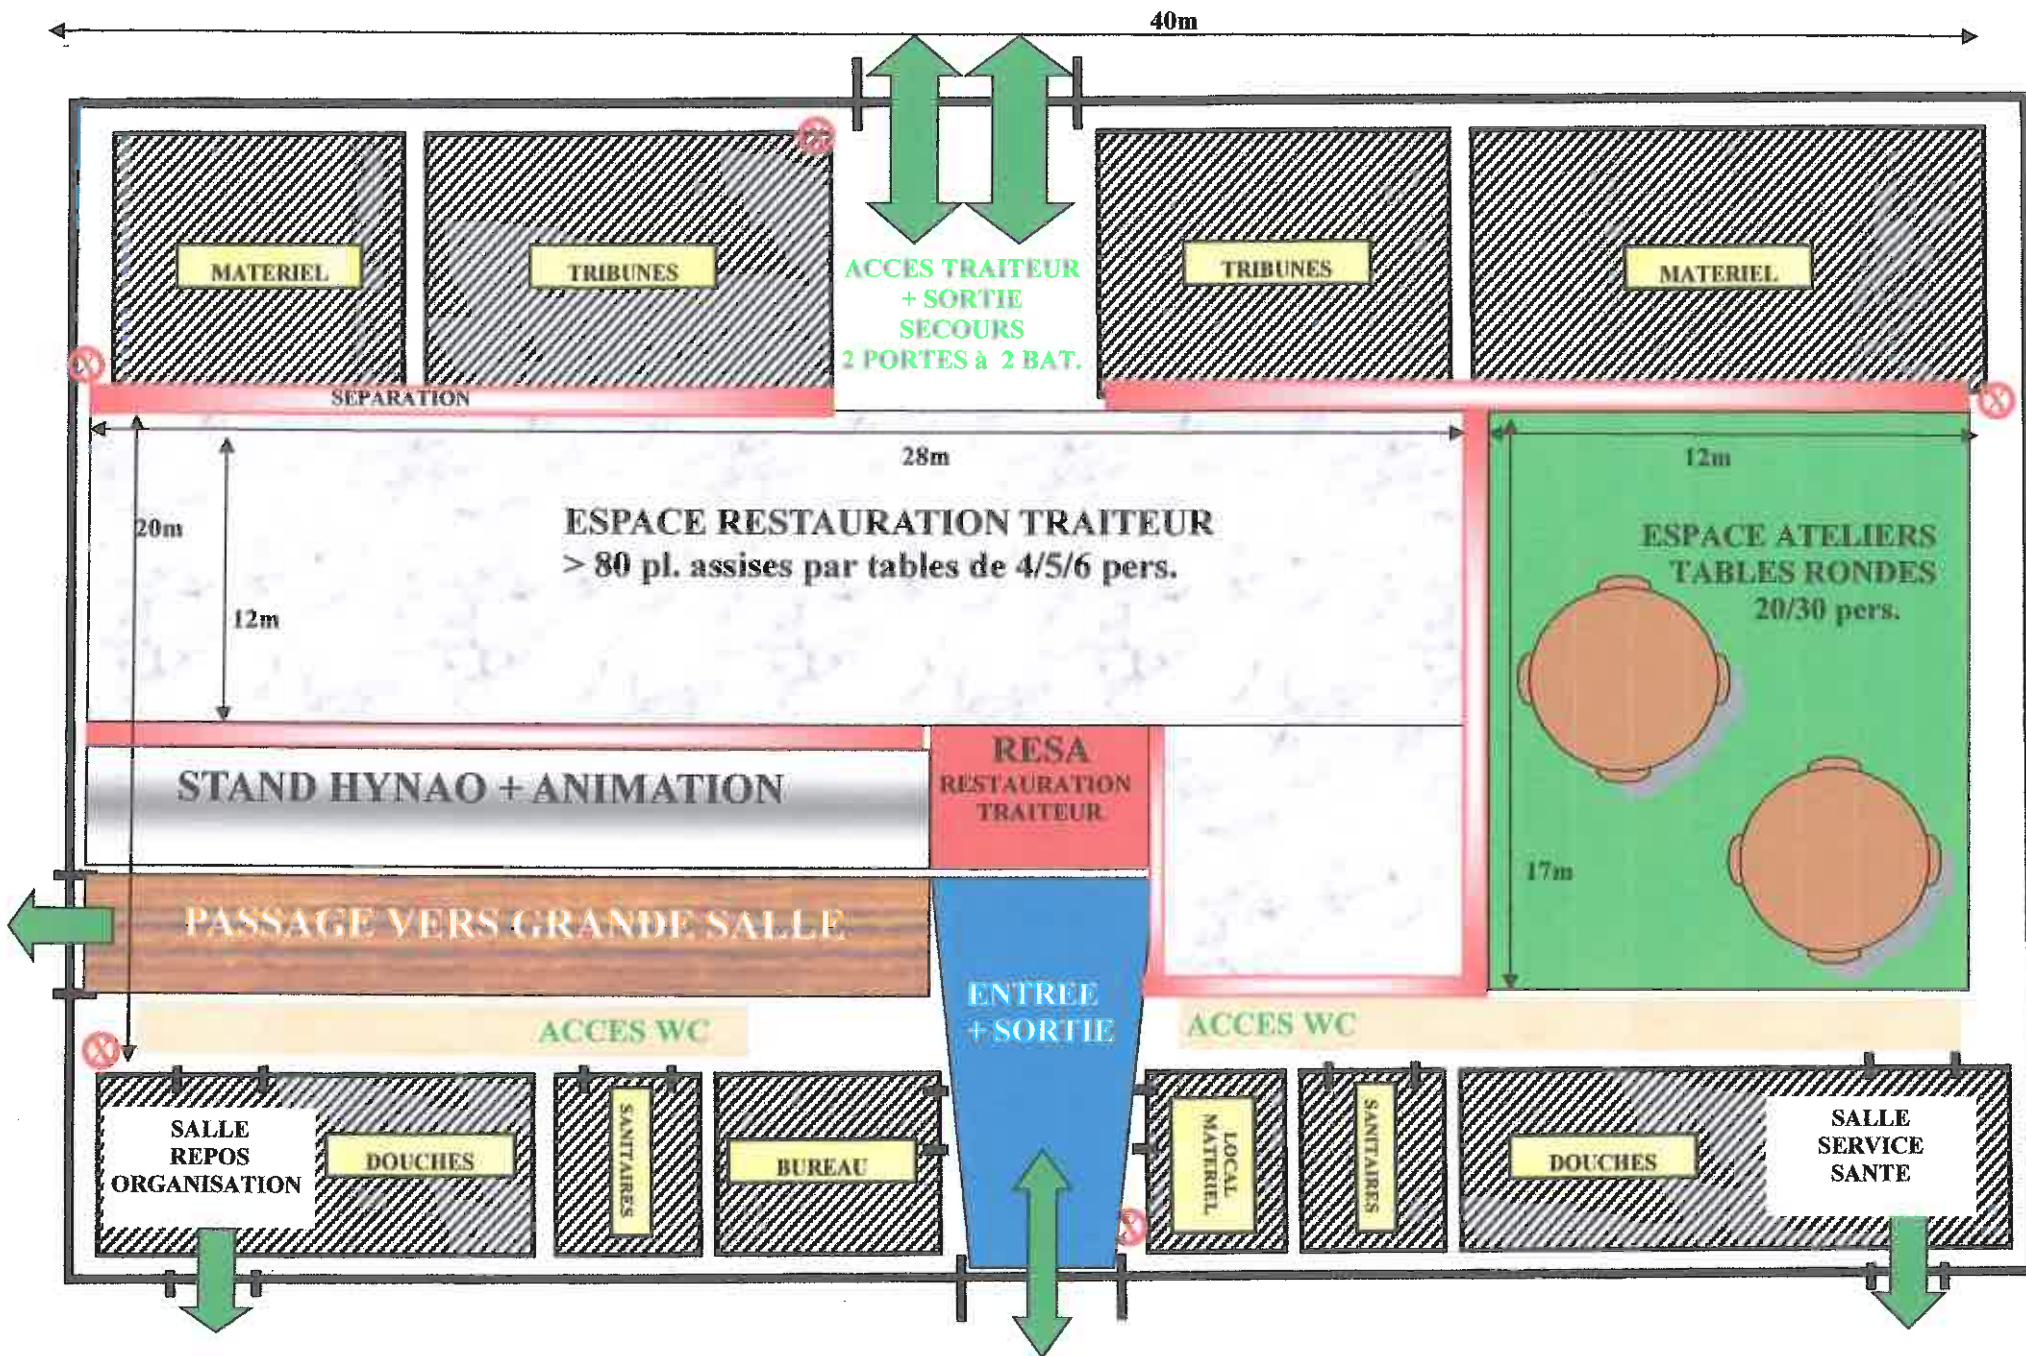 40m
MATERIEL
TRIBUNES
ACCES TRAITEUR
+ SORTIE
SECOURS
2 PORTES à 2 BAT.
TRIBUNES
MATERIEL
SEPARATION
28m
12m
20m
12m
ESPACE RESTAURATION TRAITEUR
> 80 pl. assises par tables de 4/5/6 pers.
ESPACE ATELIERS
TABLES RONDES
20/30 pers.
17m
STAND HYNAO + ANIMATION
RESA
RESTAURATION
TRAITEUR
PASSAGE VERS GRANDE SALLE
ENTREE
+ SORTIE
ACCES WC
ACCES WC
SALLE
REPOS
ORGANISATION
DOUCHES
SANITAIRES
BUREAU
LOCAL
MATERIEL
SANITAIRES
DOUCHES
SALLE
SERVICE
SANTE